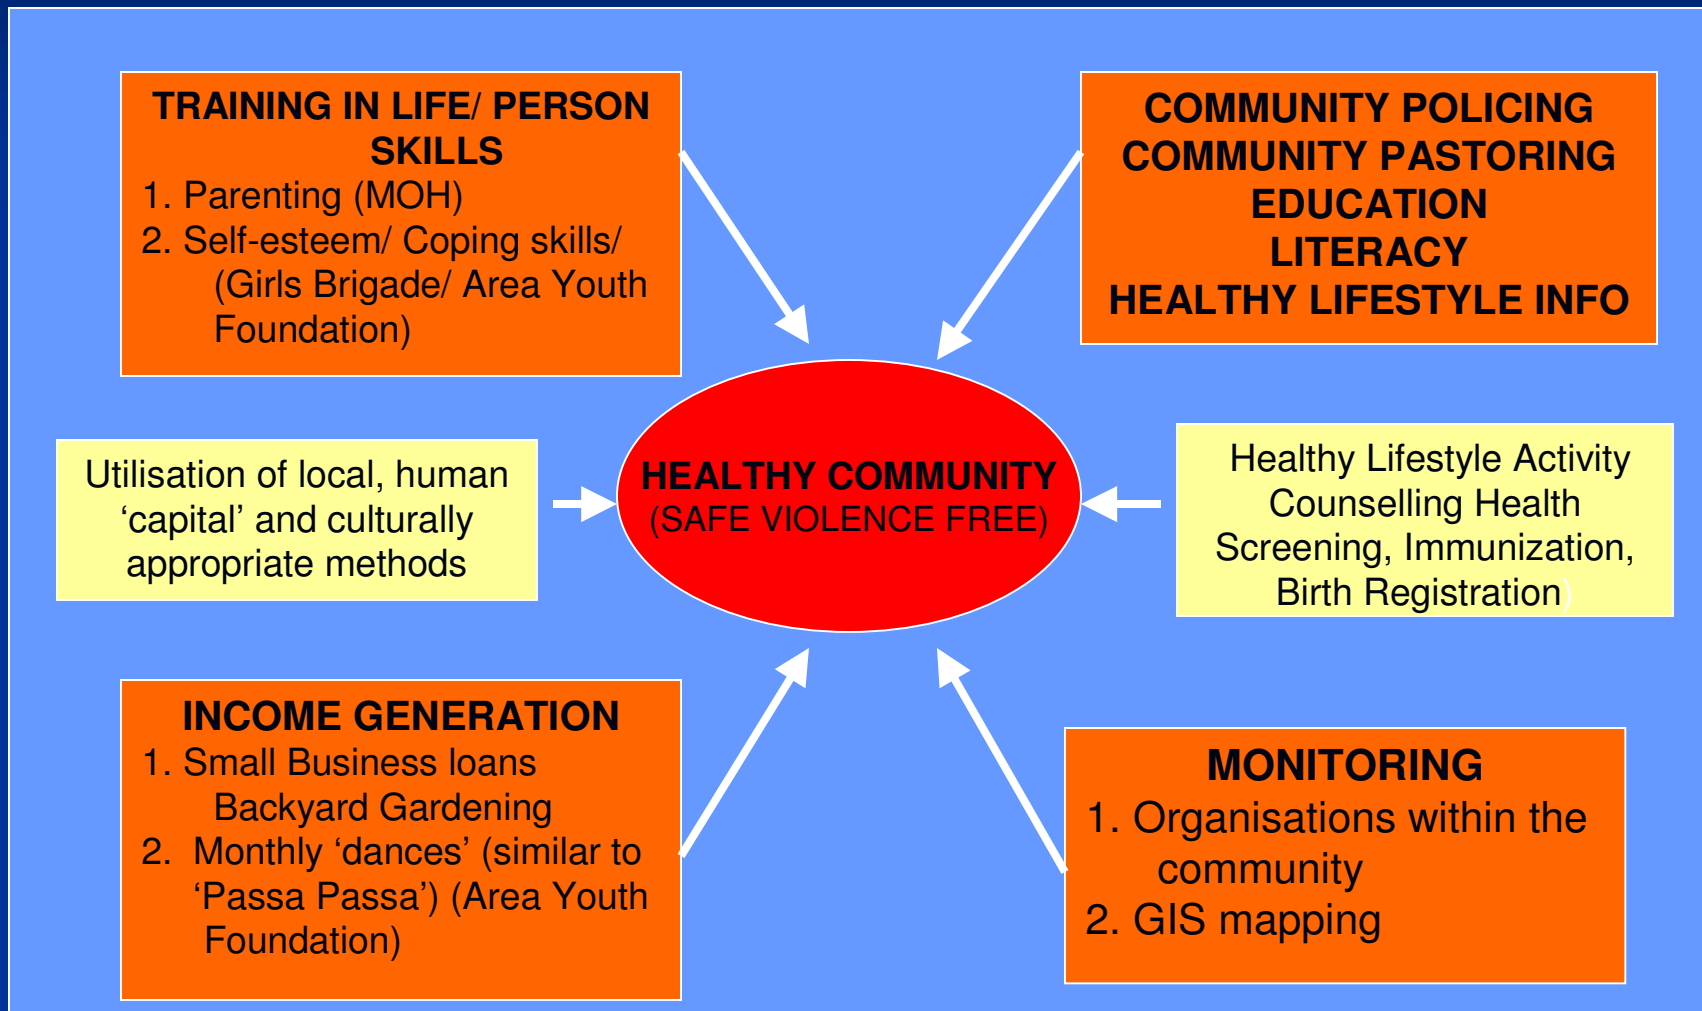 TRAINING IN LIFE/ PERSON
SKILLS
1. Parenting (MOH)
2. Self-esteem/ Coping skills/
(Girls Brigade/ Area Youth
Foundation)
COMMUNITY POLICING
COMMUNITY PASTORING
EDUCATION
LITERACY
HEALTHY LIFESTYLE INFO
Utilisation of local, human
‘capital’ and culturally
appropriate methods
HEALTHY COMMUNITY
(SAFE VIOLENCE FREE)
Healthy Lifestyle Activity
Counselling Health
Screening, Immunization,
Birth Registration)
INCOME GENERATION
1. Small Business loans
Backyard Gardening
2. Monthly ‘dances’ (similar to
‘Passa Passa’) (Area Youth
Foundation)
MONITORING
1. Organisations within the
community
2. GIS mapping